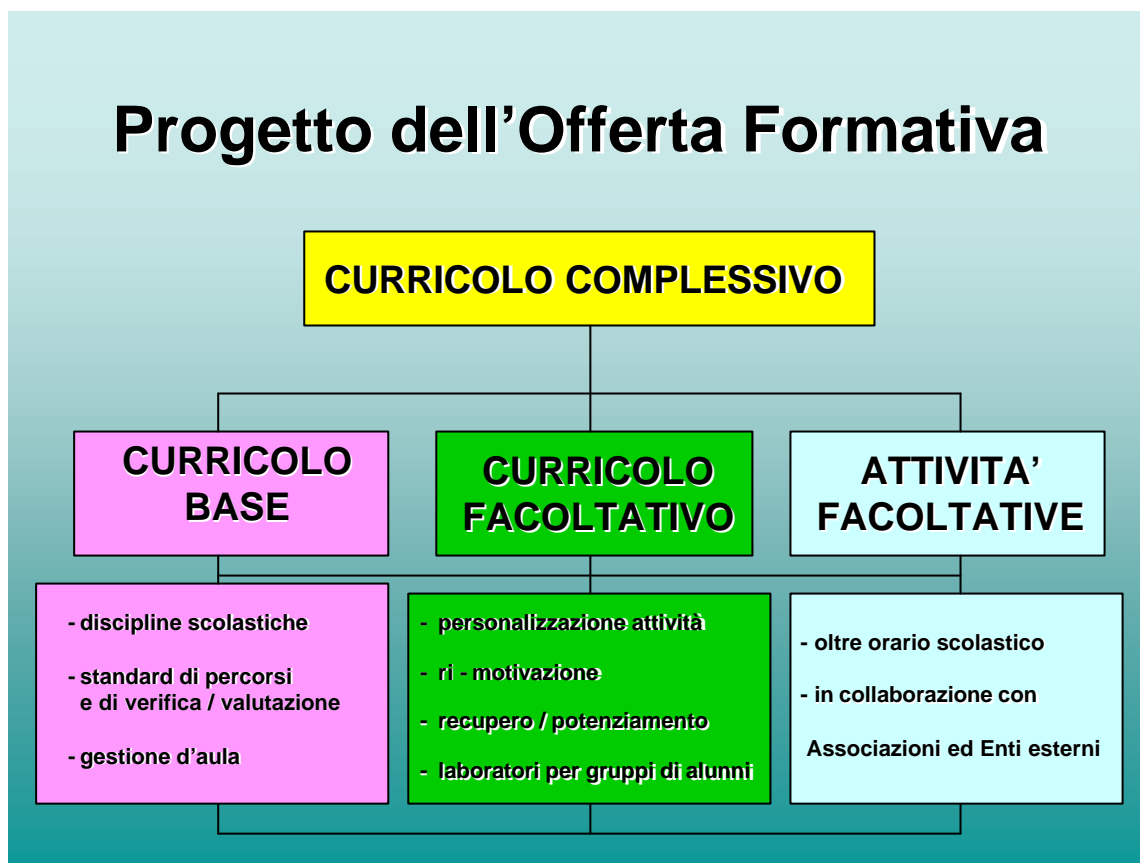 Progetto dell’Offerta Formativa
CURRICOLO COMPLESSIVO
CURRICOLO
BASE
CURRICOLO
FACOLTATIVO
ATTIVITA’
FACOLTATIVE
- discipline scolastiche
- standard di percorsi
e di verifica / valutazione
- gestione d’aula
- personalizzazione attività
- ri - motivazione
- recupero / potenziamento
- laboratori per gruppi di alunni
- oltre orario scolastico
- in collaborazione con
Associazioni ed Enti esterni